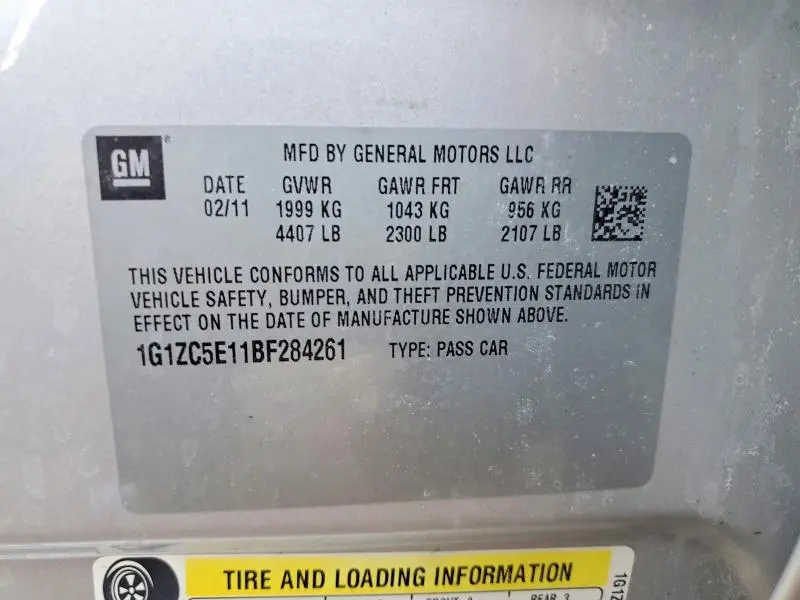 GM
MFD BY GENERAL MOTORS LLC
DATE GVWR GAWR FRT GAWR RR
02/11 1999 KG 1043 KG 956 KG
4407 LB 2300 LB 2107 LB
THIS VEHICLE CONFORMS TO ALL APPLICABLE U.S. FEDERAL MOTOR
VEHICLE SAFETY, BUMPER, AND THEFT PREVENTION STANDARDS IN
EFFECT ON THE DATE OF MANUFACTURE SHOWN ABOVE.
1G1ZC5E11BF284261 TYPE: PASS CAR
TIRE AND LOADING INFORMATION
REAR 3
1G1Z